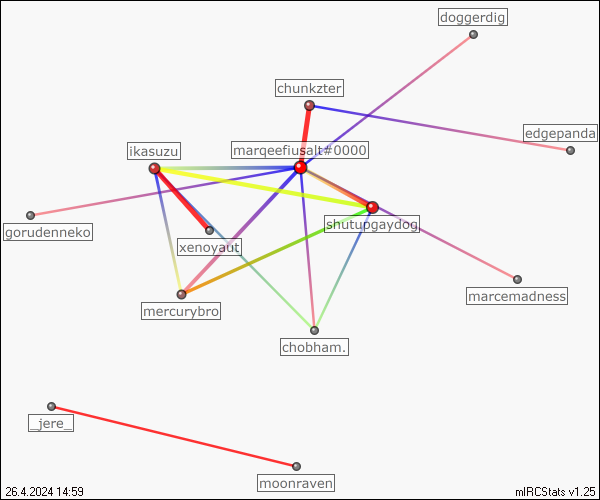 doggerdig
chunkzter
edgepanda
ikasuzu
marqeefiusalt#0000
shutupgaydog
gorudenneko
xenoyaut
marcemadness
mercurybro
chobham.
_jere_
moonraven
26.4.2024 14:59
mIRCStats v1.25